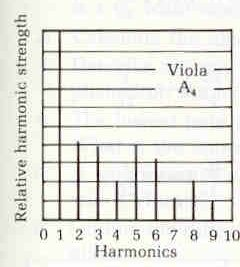 Relative harmonic strength
Viola
A₄
0 1 2 3 4 5 6 7 8 9 10
Harmonics